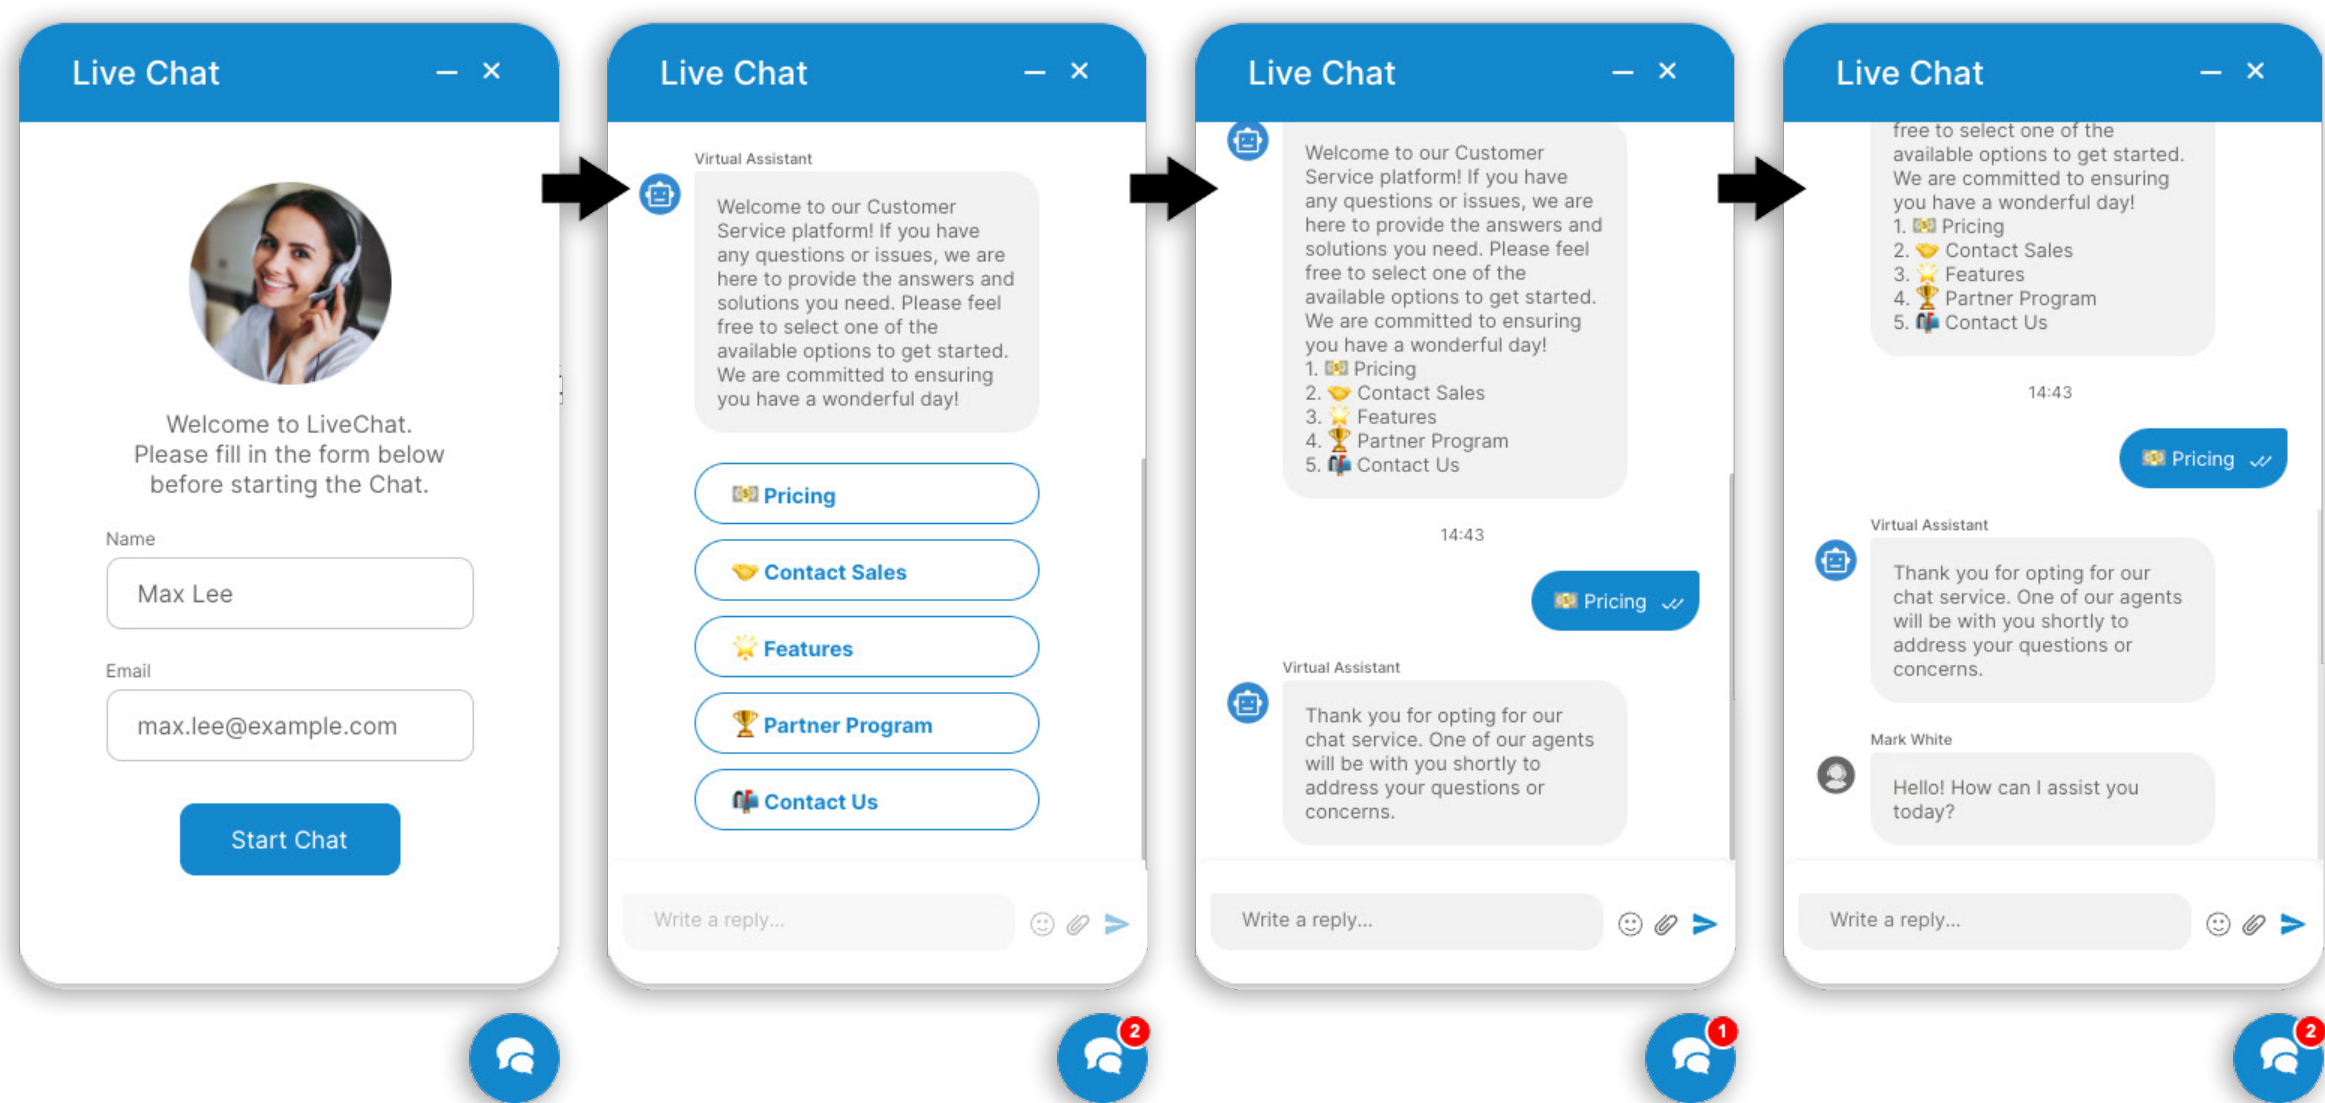 Live Chat
Welcome to LiveChat.
Please fill in the form below
before starting the Chat.
Name
Max Lee
Email
max.lee@example.com
Start Chat
Live Chat
Virtual Assistant
Welcome to our Customer
Service platform! If you have
any questions or issues, we are
here to provide the answers and
solutions you need. Please feel
free to select one of the
available options to get started.
We are committed to ensuring
you have a wonderful day!
Pricing
Contact Sales
Features
Partner Program
Contact Us
Write a reply...
2
Live Chat
Welcome to our Customer
Service platform! If you have
any questions or issues, we are
here to provide the answers and
solutions you need. Please feel
free to select one of the
available options to get started.
We are committed to ensuring
you have a wonderful day!
1. 💵 Pricing
2. 🤝 Contact Sales
3. 🌟 Features
4. 🏆 Partner Program
5. 📬 Contact Us
14:43
Pricing
Virtual Assistant
Thank you for opting for our
chat service. One of our agents
will be with you shortly to
address your questions or
concerns.
Write a reply...
1
Live Chat
free to select one of the
available options to get started.
We are committed to ensuring
you have a wonderful day!
1. 💵 Pricing
2. 🤝 Contact Sales
3. 🌟 Features
4. 🏆 Partner Program
5. 📬 Contact Us
14:43
Pricing
Virtual Assistant
Thank you for opting for our
chat service. One of our agents
will be with you shortly to
address your questions or
concerns.
Mark White
Hello! How can I assist you
today?
Write a reply...
2